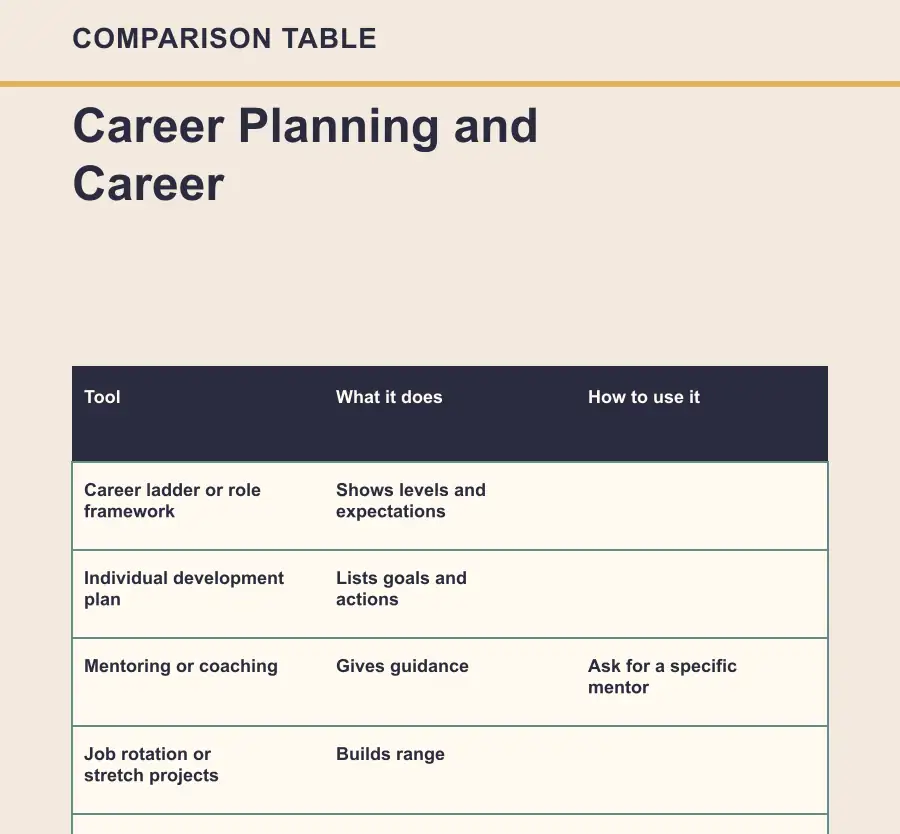 COMPARISON TABLE
Career Planning and
Career
Tool
What it does
How to use it
Career ladder or role
framework
Shows levels and
expectations
Individual development
plan
Lists goals and
actions
Mentoring or coaching
Gives guidance
Ask for a specific
mentor
Job rotation or
stretch projects
Builds range